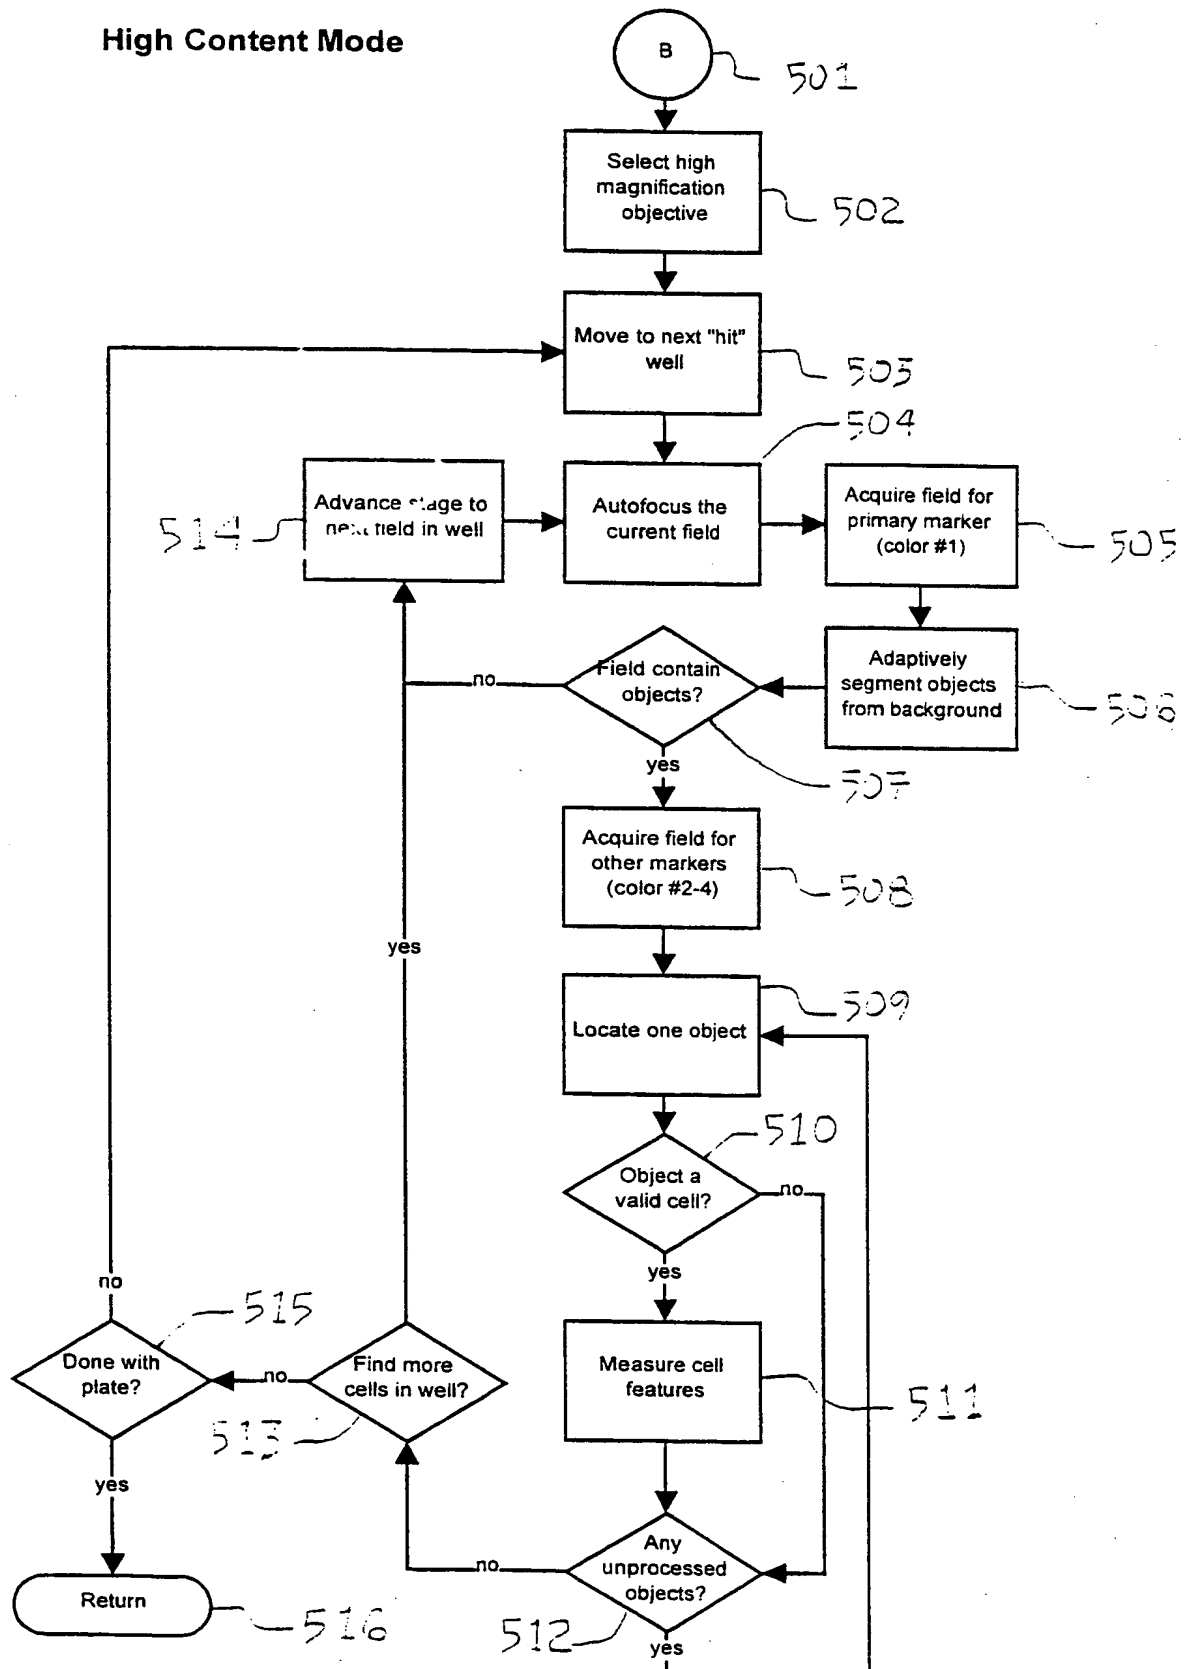 High Content Mode
B
501
Select high
magnification
objective
502
Move to next "hit"
well
503
504
Advance stage to
next field in well
514
Autofocus the
current field
Acquire field for
primary marker
(color #1)
505
Field contain
objects?
no
Adaptively
segment objects
from background
506
yes
507
Acquire field for
other markers
(color #2-4)
508
yes
509
Locate one object
510
Object a
valid cell?
no
yes
no
515
Done with
plate?
no
Find more
cells in well?
513
Measure cell
features
511
yes
no
Any
unprocessed
objects?
Return
516
512
yes